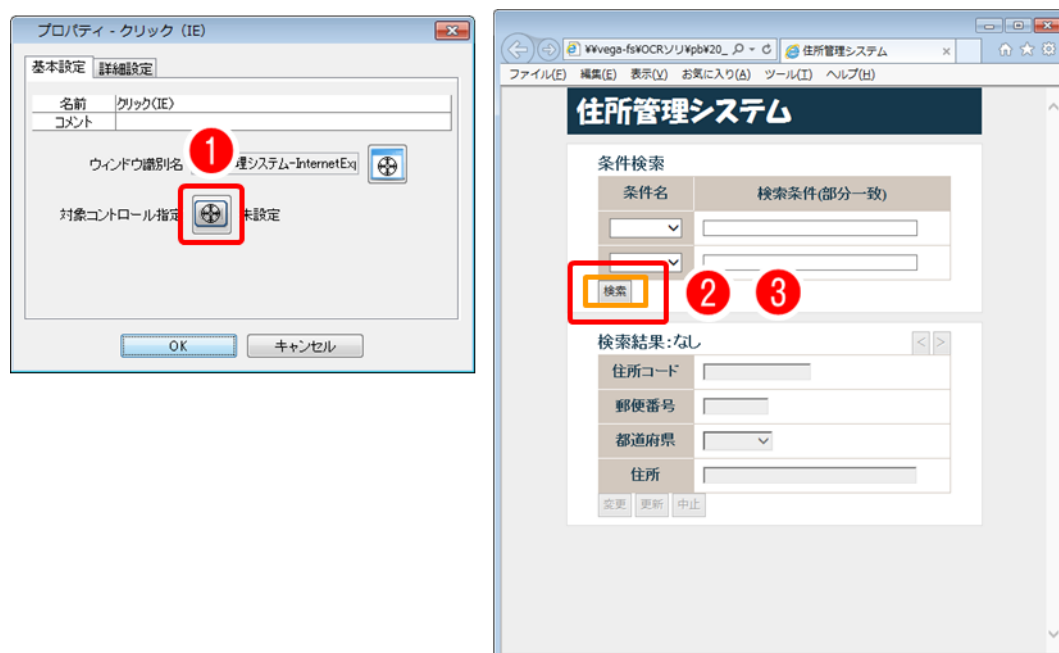 プロパティ - クリック (IE)
基本設定 詳細設定
名前 クリック(IE)
コメント
ウィンドウ識別名 理システム-InternetExp
1
対象コントロール指定 未設定
OK キャンセル
¥¥vega-fs¥OCRソリ¥pb¥20_
住所管理システム
ファイル(F) 編集(E) 表示(V) お気に入り(A) ツール(T) ヘルプ(H)
住所管理システム
条件検索
条件名 検索条件(部分一致)
検索
2 3
検索結果:なし < >
住所コード
郵便番号
都道府県
住所
変更 更新 中止